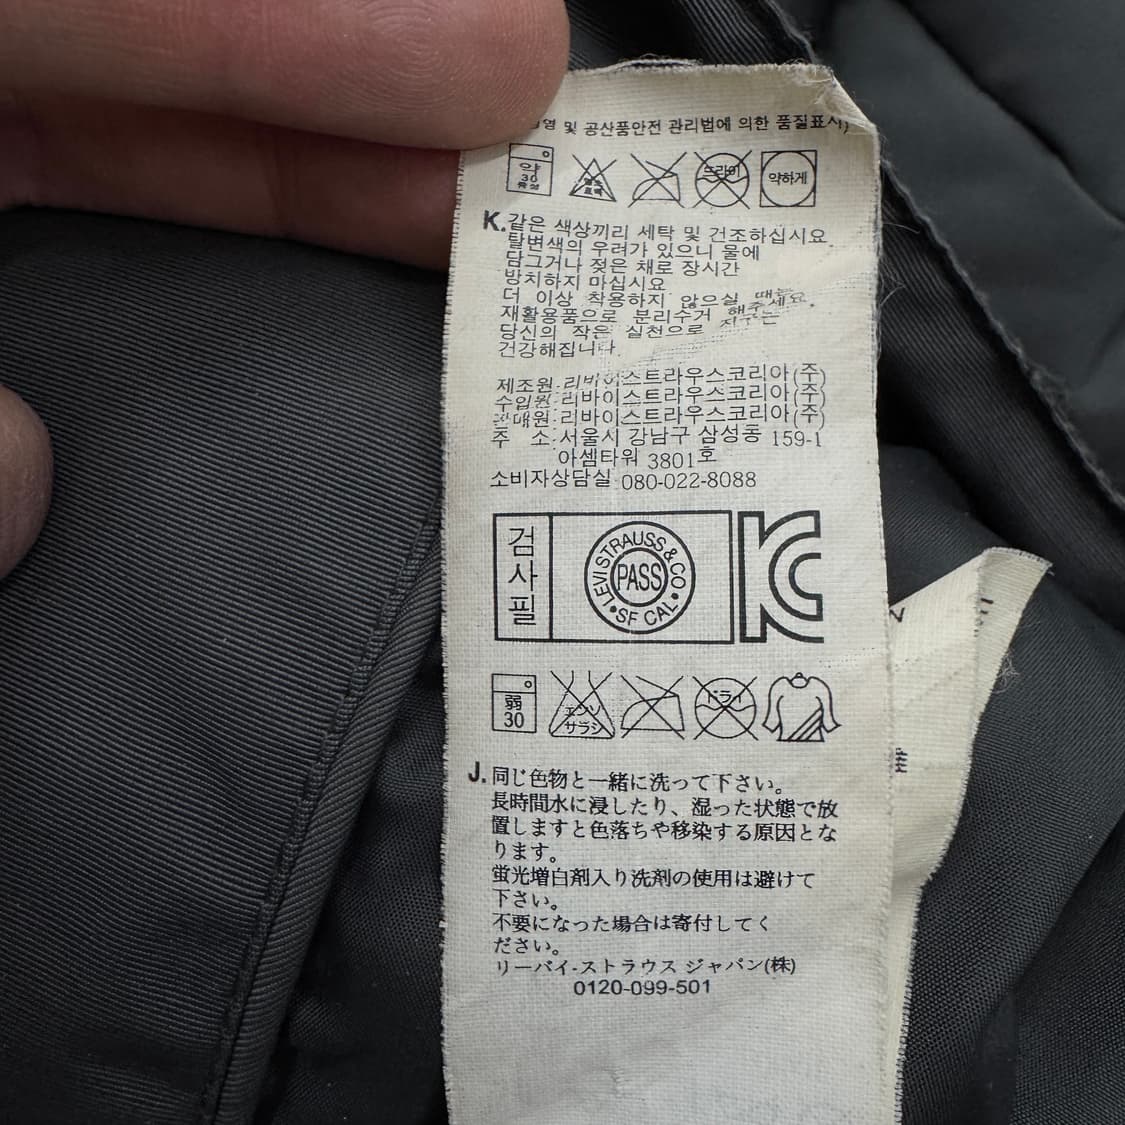 및 공산품안전 관리법에 의한 품질표시)
약 30 중성
염소 표백
드라이
약하게
K. 같은 색상끼리 세탁 및 건조하십시요
탈변색의 우려가 있으니 물에
담그거나 젖은 채로 장시간
방치하지 마십시요
더 이상 착용하지 않으실 때는
재활용품으로 분리수거 해주세요.
당신의 작은 실천으로 지구는
건강해집니다.
제조원:리바이스트라우스코리아(주)
수입원:리바이스트라우스코리아(주)
판매원:리바이스트라우스코리아(주)
주 소:서울시 강남구 삼성동 159-1
아셈타워 3801호
소비자상담실:080-022-8088
검사필
LEVI STRAUSS & CO.
PASS
SF CAL
KC
弱 30
エンソ サラシ
ドライ
J. 同じ色物と一緒に洗って下さい。
長時間水に浸したり、湿った状態で放
置しますと色落ちや移染する原因とな
ります。
蛍光増白剤入り洗剤の使用は避けて
下さい。
不要になった場合は寄付してく
ださい。
リーバイ・ストラウス ジャパン(株)
0120-099-501